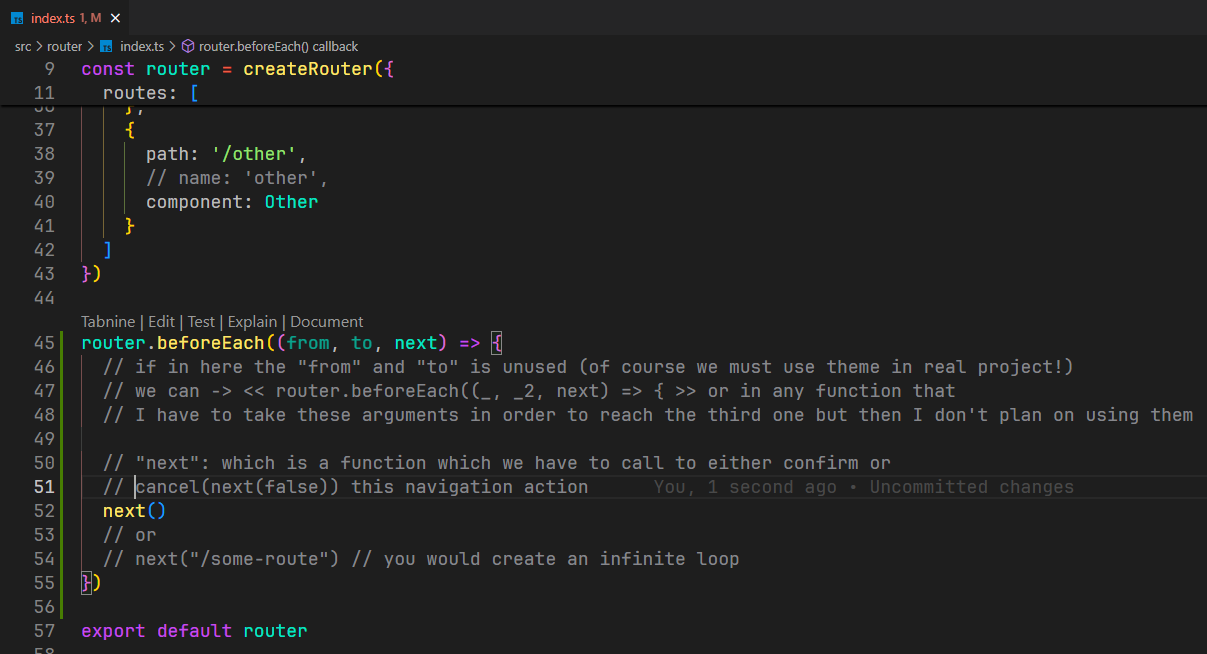 index.ts 1, M
src > router > index.ts > router.beforeEach() callback
9 const router = createRouter({
11   routes: [
36     },
37     {
38       path: '/other',
39       // name: 'other',
40       component: Other
41     }
42   ]
43 })
44
Tabnine | Edit | Test | Explain | Document
45 router.beforeEach((from, to, next) => {
46   // if in here the "from" and "to" is unused (of course we must use theme in real project!)
47   // we can -> << router.beforeEach((_, _2, next) => { >> or in any function that
48   // I have to take these arguments in order to reach the third one but then I don't plan on using them
49
50   // "next": which is a function which we have to call to either confirm or
51   // cancel(next(false)) this navigation action You, 1 second ago • Uncommitted changes
52   next()
53   // or
54   // next("/some-route") // you would create an infinite loop
55 })
56
57 export default router
58